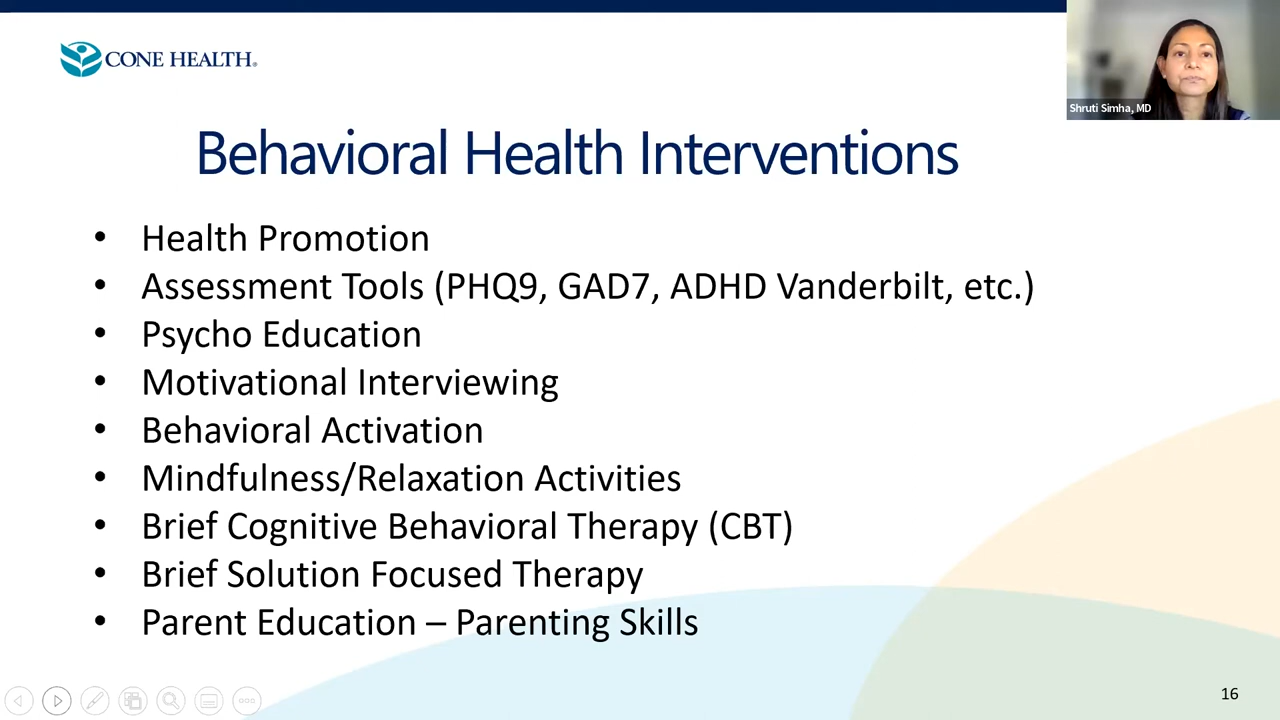 CONE HEALTH®
Shruti Simha, MD
Behavioral Health Interventions
• Health Promotion
• Assessment Tools (PHQ9, GAD7, ADHD Vanderbilt, etc.)
• Psycho Education
• Motivational Interviewing
• Behavioral Activation
• Mindfulness/Relaxation Activities
• Brief Cognitive Behavioral Therapy (CBT)
• Brief Solution Focused Therapy
• Parent Education – Parenting Skills
16